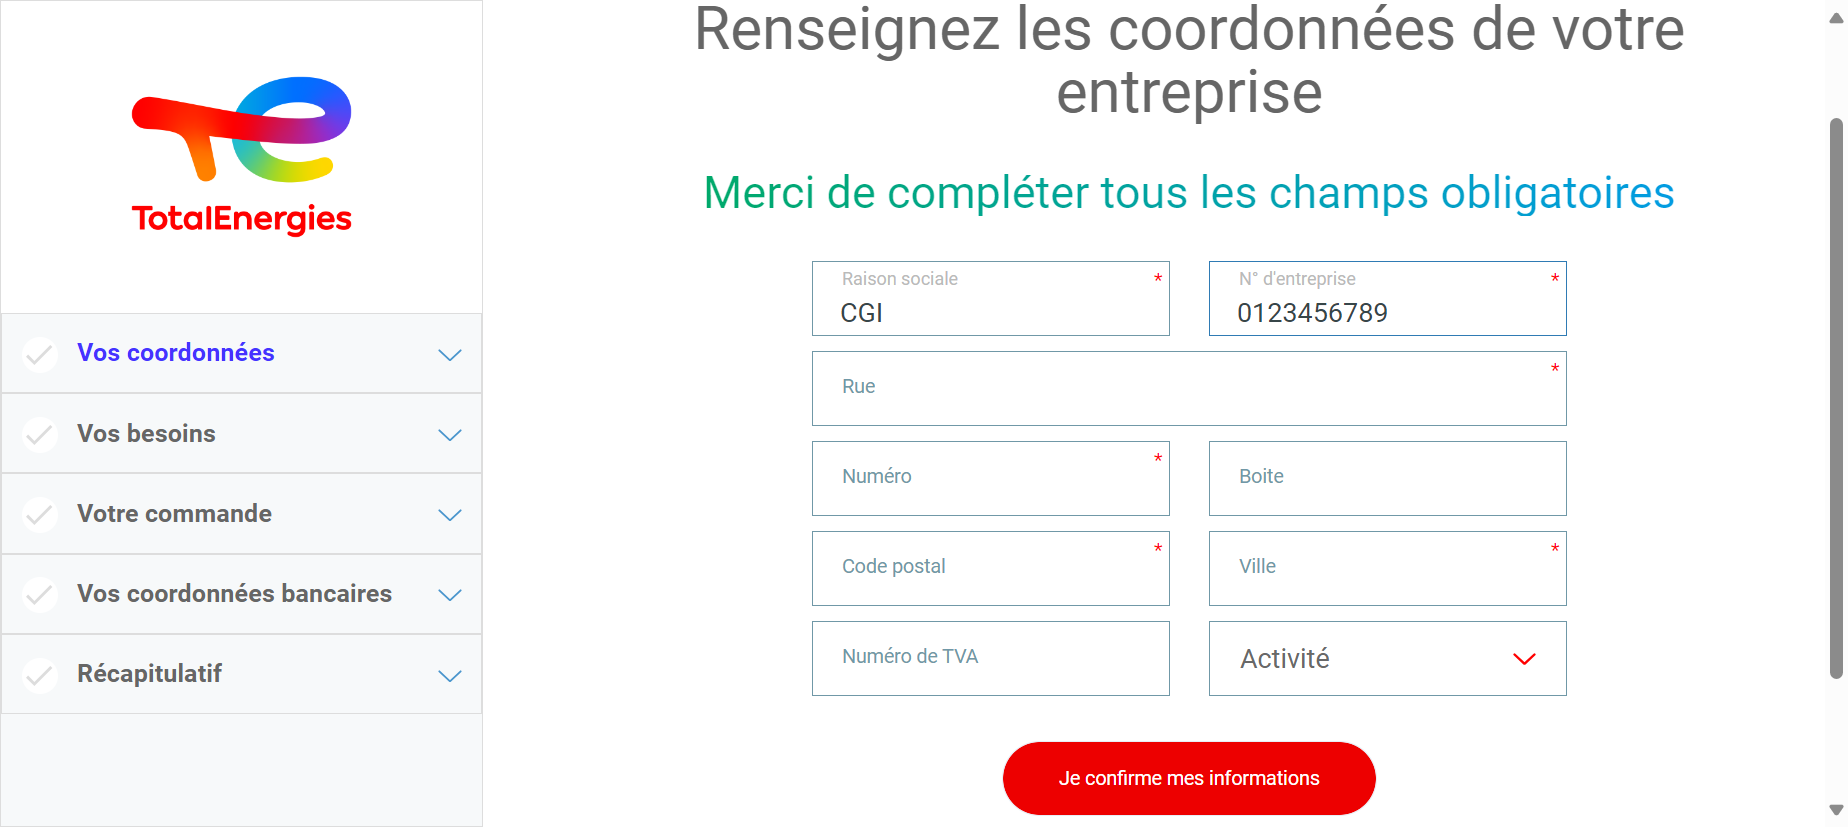 TotalEnergies
Vos coordonnées
Vos besoins
Votre commande
Vos coordonnées bancaires
Récapitulatif
Renseignez les coordonnées de votre
entreprise
Merci de compléter tous les champs obligatoires
Raison sociale *
CGI
N° d'entreprise *
0123456789
Rue *
Numéro *
Boite
Code postal *
Ville *
Numéro de TVA
Activité
Je confirme mes informations